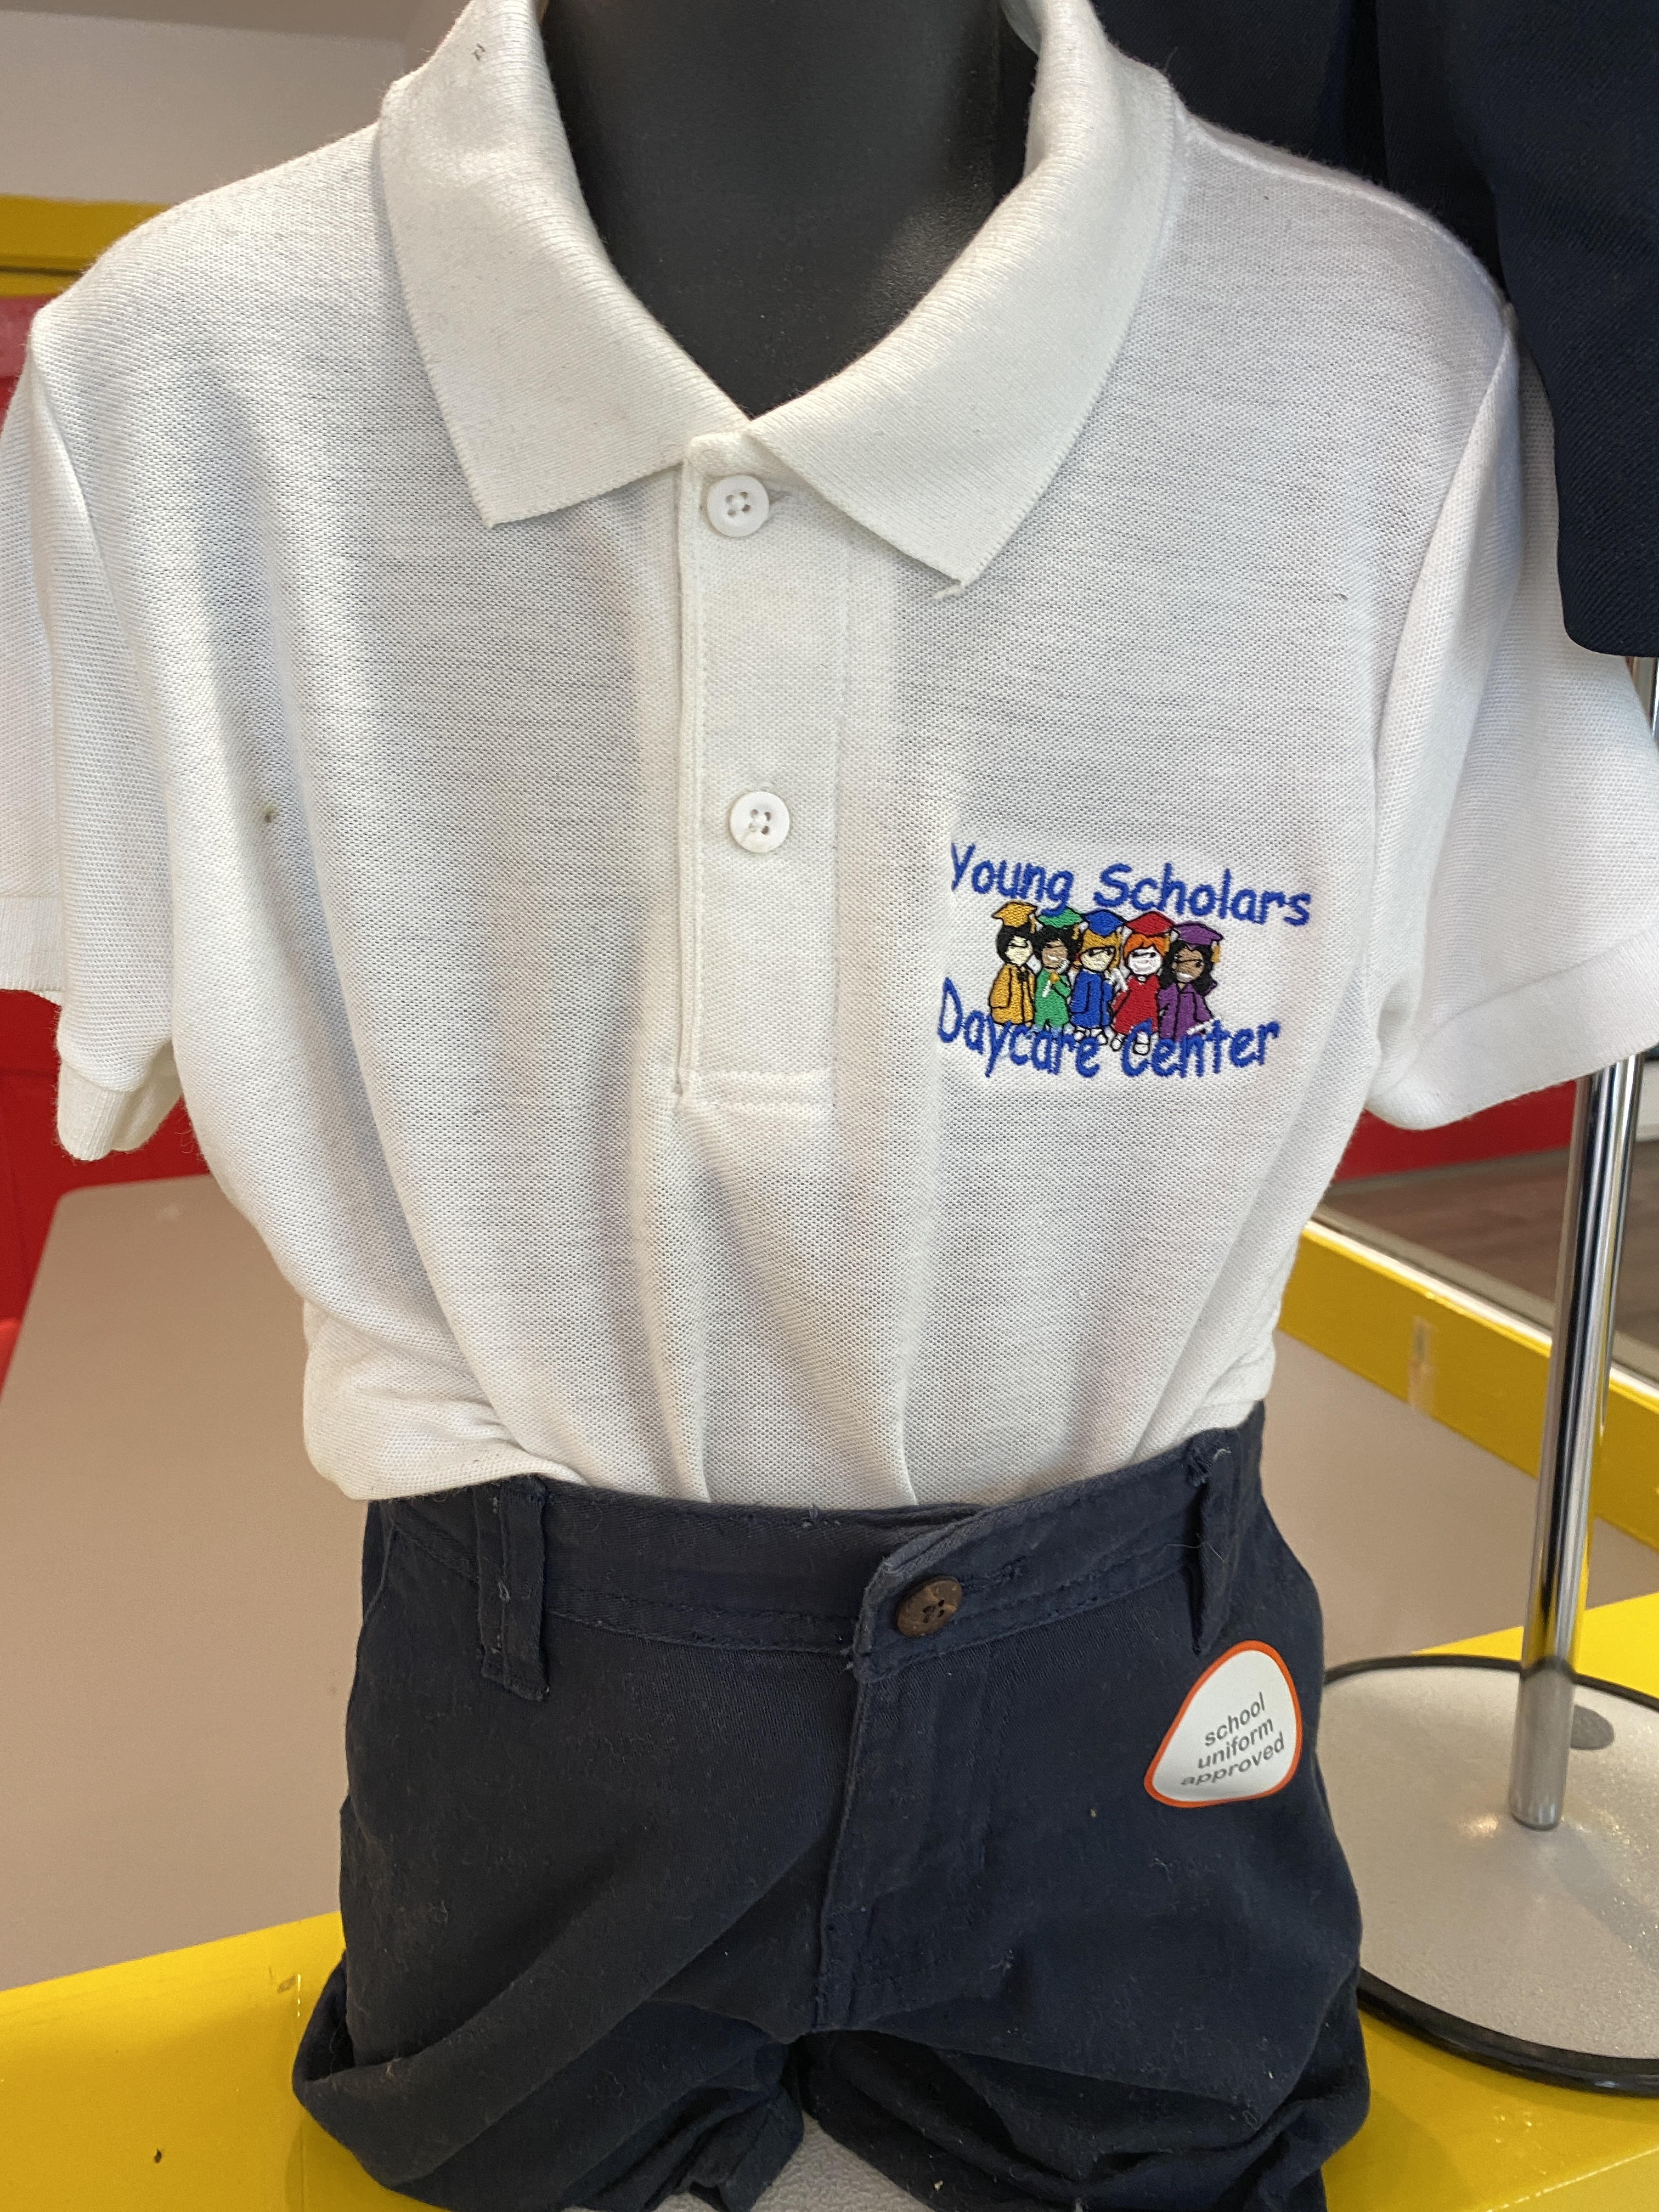 Young Scholars
Daycare Center
school
uniform
approved